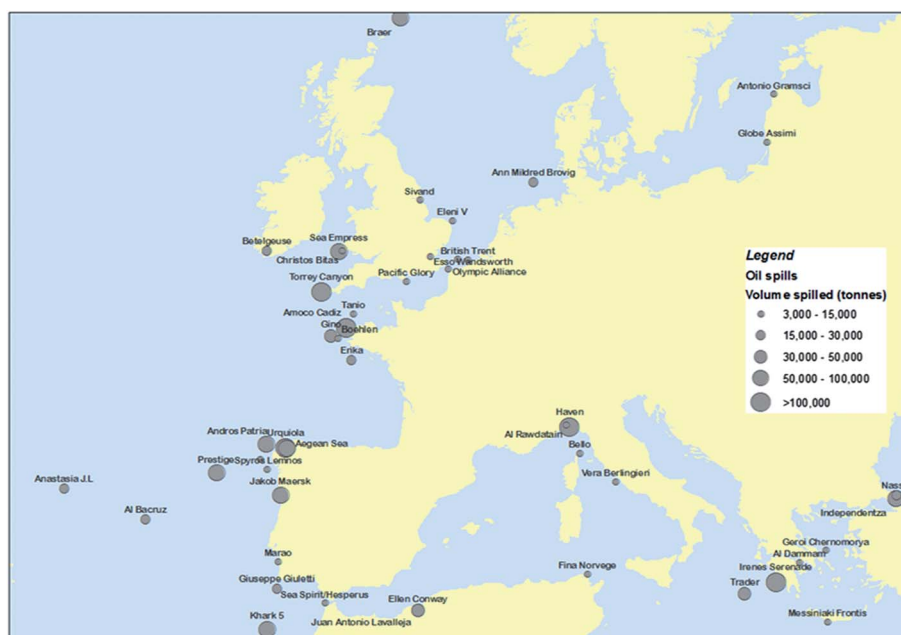 Braer
Antonio Gramsci
Globe Assimi
Ann Mildred Brovig
Sivand
Eleni V
Betelgeuse
Sea Empress
Christos Bitas
British Trent
Esso Wandsworth
Olympic Alliance
Pacific Glory
Torrey Canyon
Tanio
Amoco Cadiz
Gino
Boehlen
Erika
Legend
Oil spills
Volume spilled (tonnes)
3,000 - 15,000
15,000 - 30,000
30,000 - 50,000
50,000 - 100,000
>100,000
Haven
Al Rawdatain
Bello
Vera Berlingieri
Andros Patria
Urquiola
Aegean Sea
Prestige
Spyros Lemnos
Jakob Maersk
Anastasia J.L
Al Bacruz
Nass
Independentza
Marao
Giuseppe Giuletti
Sea Spirit/Hesperus
Khark 5
Ellen Conway
Juan Antonio Lavalleja
Fina Norvege
Geroi Chernomorya
Al Dammam
Irenes Serenade
Trader
Messiniaki Frontis